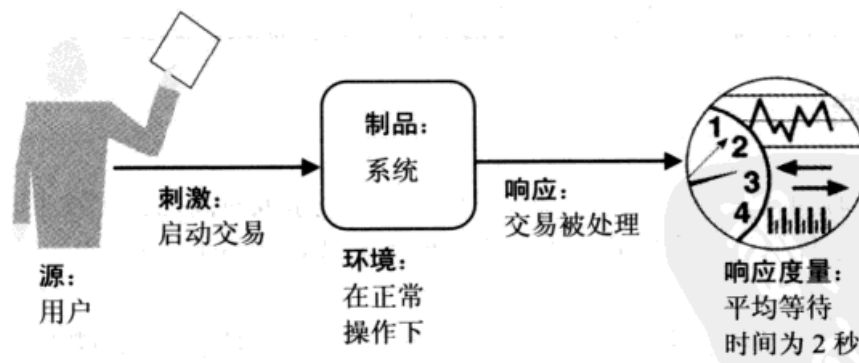 制品：
系统
刺激：
启动交易
响应：
交易被处理
源：
用户
环境：
在正常
操作下
1
2
3
4
响应度量：
平均等待
时间为 2 秒